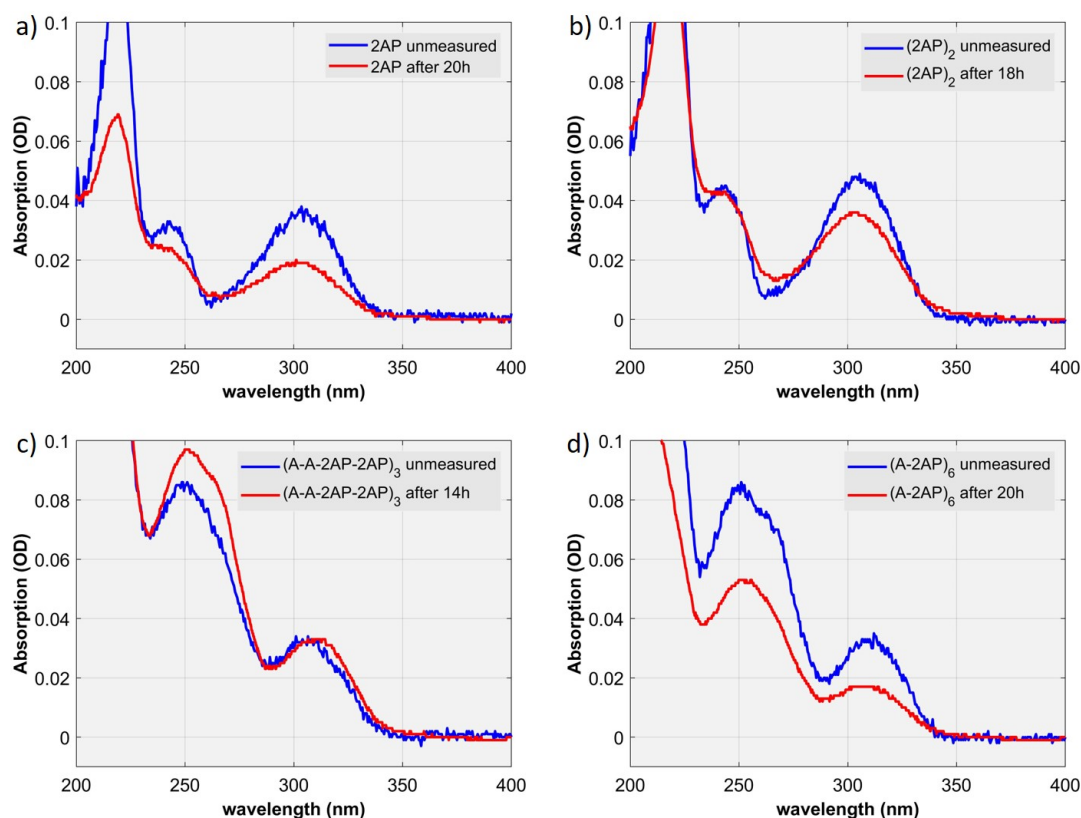 a)
0.1
0.08
0.06
0.04
0.02
0
Absorption (OD)
200 250 300 350 400
wavelength (nm)
2AP unmeasured
2AP after 20h
b)
0.1
0.08
0.06
0.04
0.02
0
Absorption (OD)
200 250 300 350 400
wavelength (nm)
(2AP)2 unmeasured
(2AP)2 after 18h
c)
0.1
0.08
0.06
0.04
0.02
0
Absorption (OD)
200 250 300 350 400
wavelength (nm)
(A-A-2AP-2AP)3 unmeasured
(A-A-2AP-2AP)3 after 14h
d)
0.1
0.08
0.06
0.04
0.02
0
Absorption (OD)
200 250 300 350 400
wavelength (nm)
(A-2AP)6 unmeasured
(A-2AP)6 after 20h